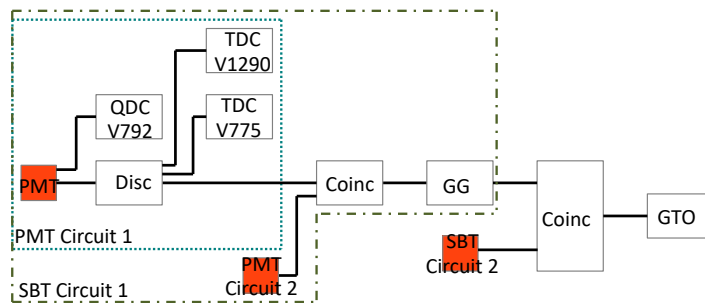 TDC
V1290
QDC
V792
TDC
V775
PMT
Disc
Coinc
GG
Coinc
GTO
PMT Circuit 1
SBT
Circuit 2
PMT
Circuit 2
SBT Circuit 1